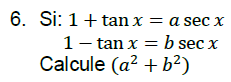 6. Si: 1 + tan x = a sec x
1 − tan x = b sec x
Calcule (a² + b²)